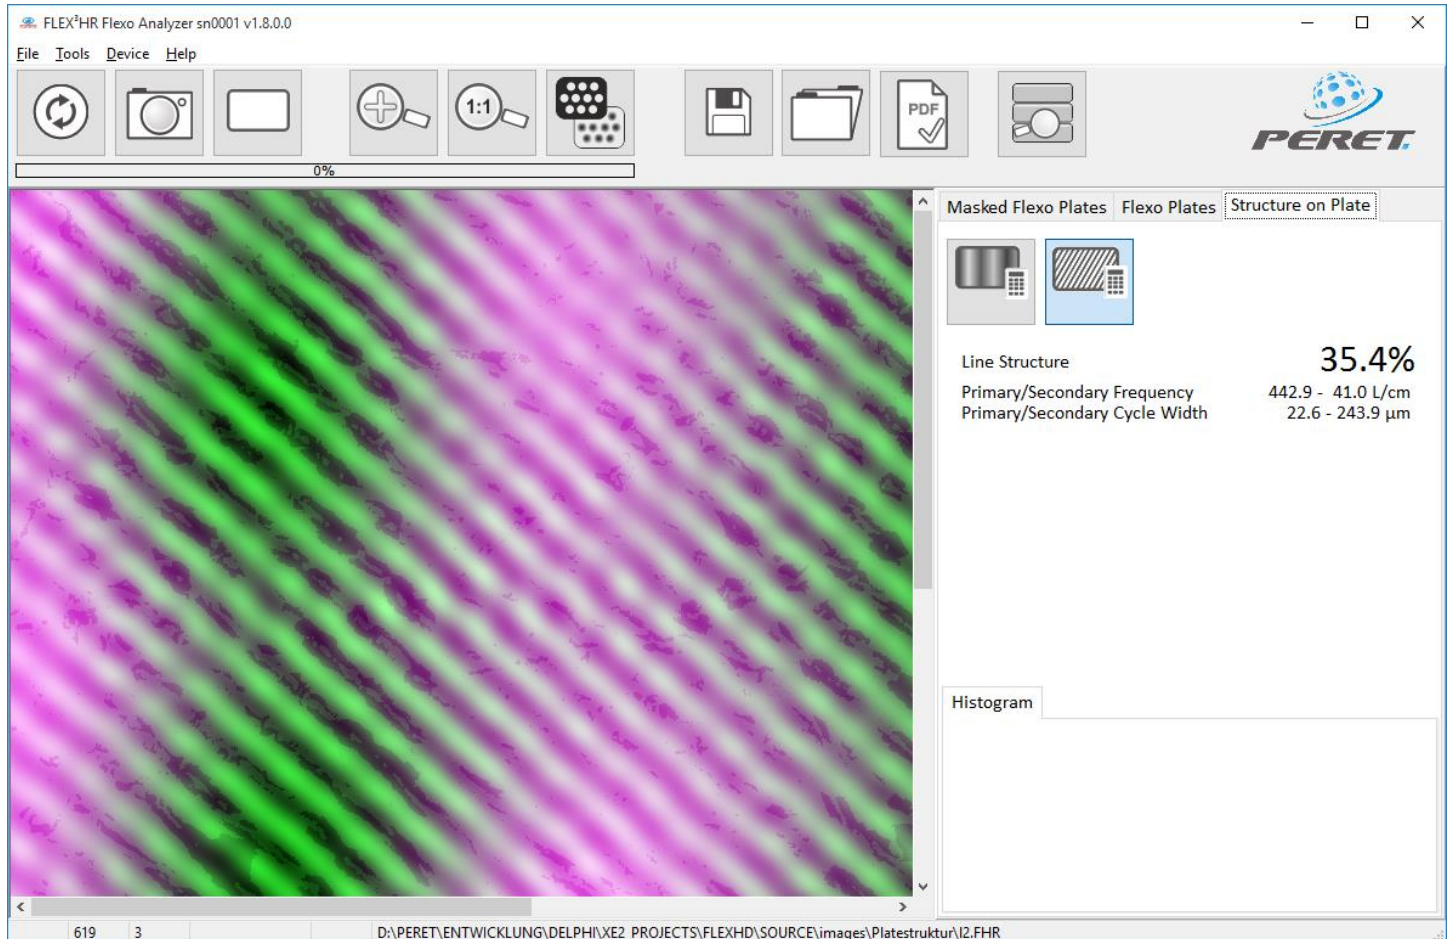 FLEX³HR Flexo Analyzer sn0001 v1.8.0.0
File Tools Device Help
1:1
PDF
PERET.
0%
Masked Flexo Plates Flexo Plates Structure on Plate
Line Structure 35.4%
Primary/Secondary Frequency 442.9 - 41.0 L/cm
Primary/Secondary Cycle Width 22.6 - 243.9 µm
Histogram
619 3 D:\PERET\ENTWICKLUNG\DELPHI\XE2_PROJECTS\FLEXHD\SOURCE\images\Platestruktur\I2.FHR